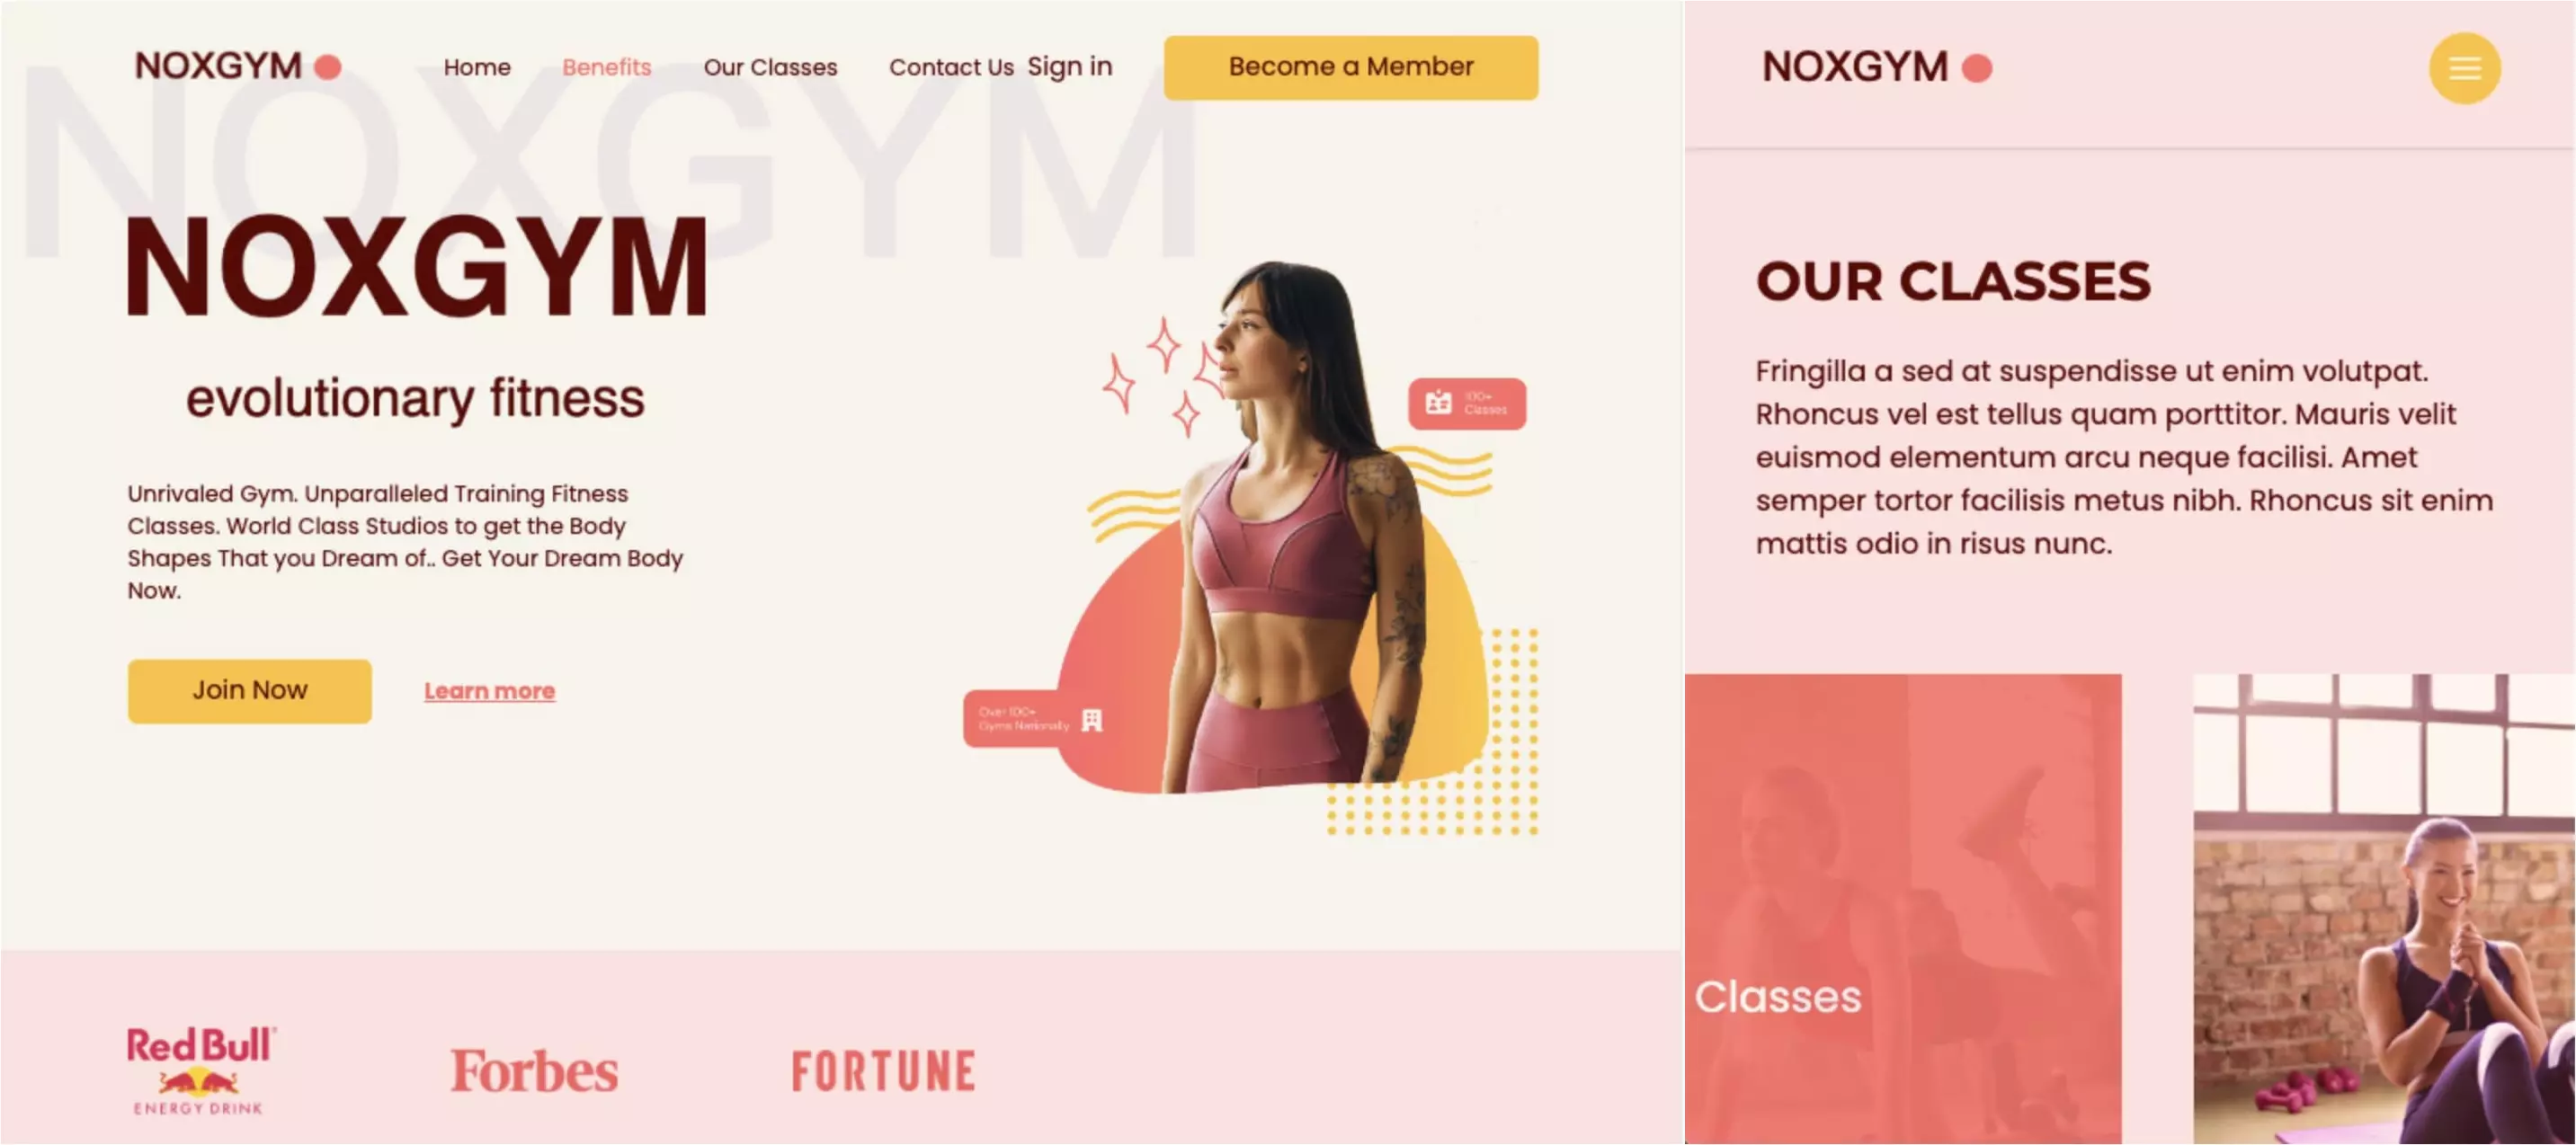 NOXGYM
Home Benefits Our Classes Contact Us Sign in Become a Member
NOXGYM
NOXGYM
evolutionary fitness
Unrivaled Gym. Unparalleled Training Fitness
Classes. World Class Studios to get the Body
Shapes That you Dream of.. Get Your Dream Body
Now.
Join Now Learn more
100+
Classes
Over 100+
Gyms Nationally
Red Bull
ENERGY DRINK
Forbes
FORTUNE
NOXGYM
OUR CLASSES
Fringilla a sed at suspendisse ut enim volutpat.
Rhoncus vel est tellus quam porttitor. Mauris velit
euismod elementum arcu neque facilisi. Amet
semper tortor facilisis metus nibh. Rhoncus sit enim
mattis odio in risus nunc.
Classes